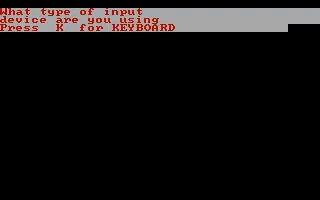 What type of input
device are you using
Press  K  for KEYBOARD